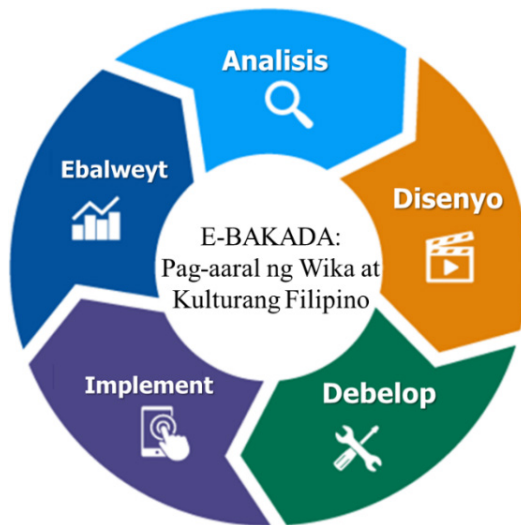 Analisis
Disenyo
Debelop
Implement
Ebalweyt
E-BAKADA:
Pag-aaral ng Wika at
Kulturang Filipino